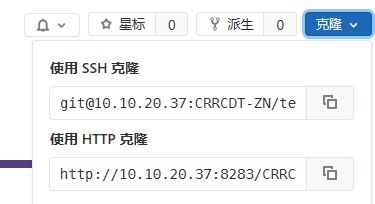 星标 0 派生 0 克隆
使用 SSH 克隆
git@10.10.20.37:CRRCDT-ZN/te
使用 HTTP 克隆
http://10.10.20.37:8283/CRRC